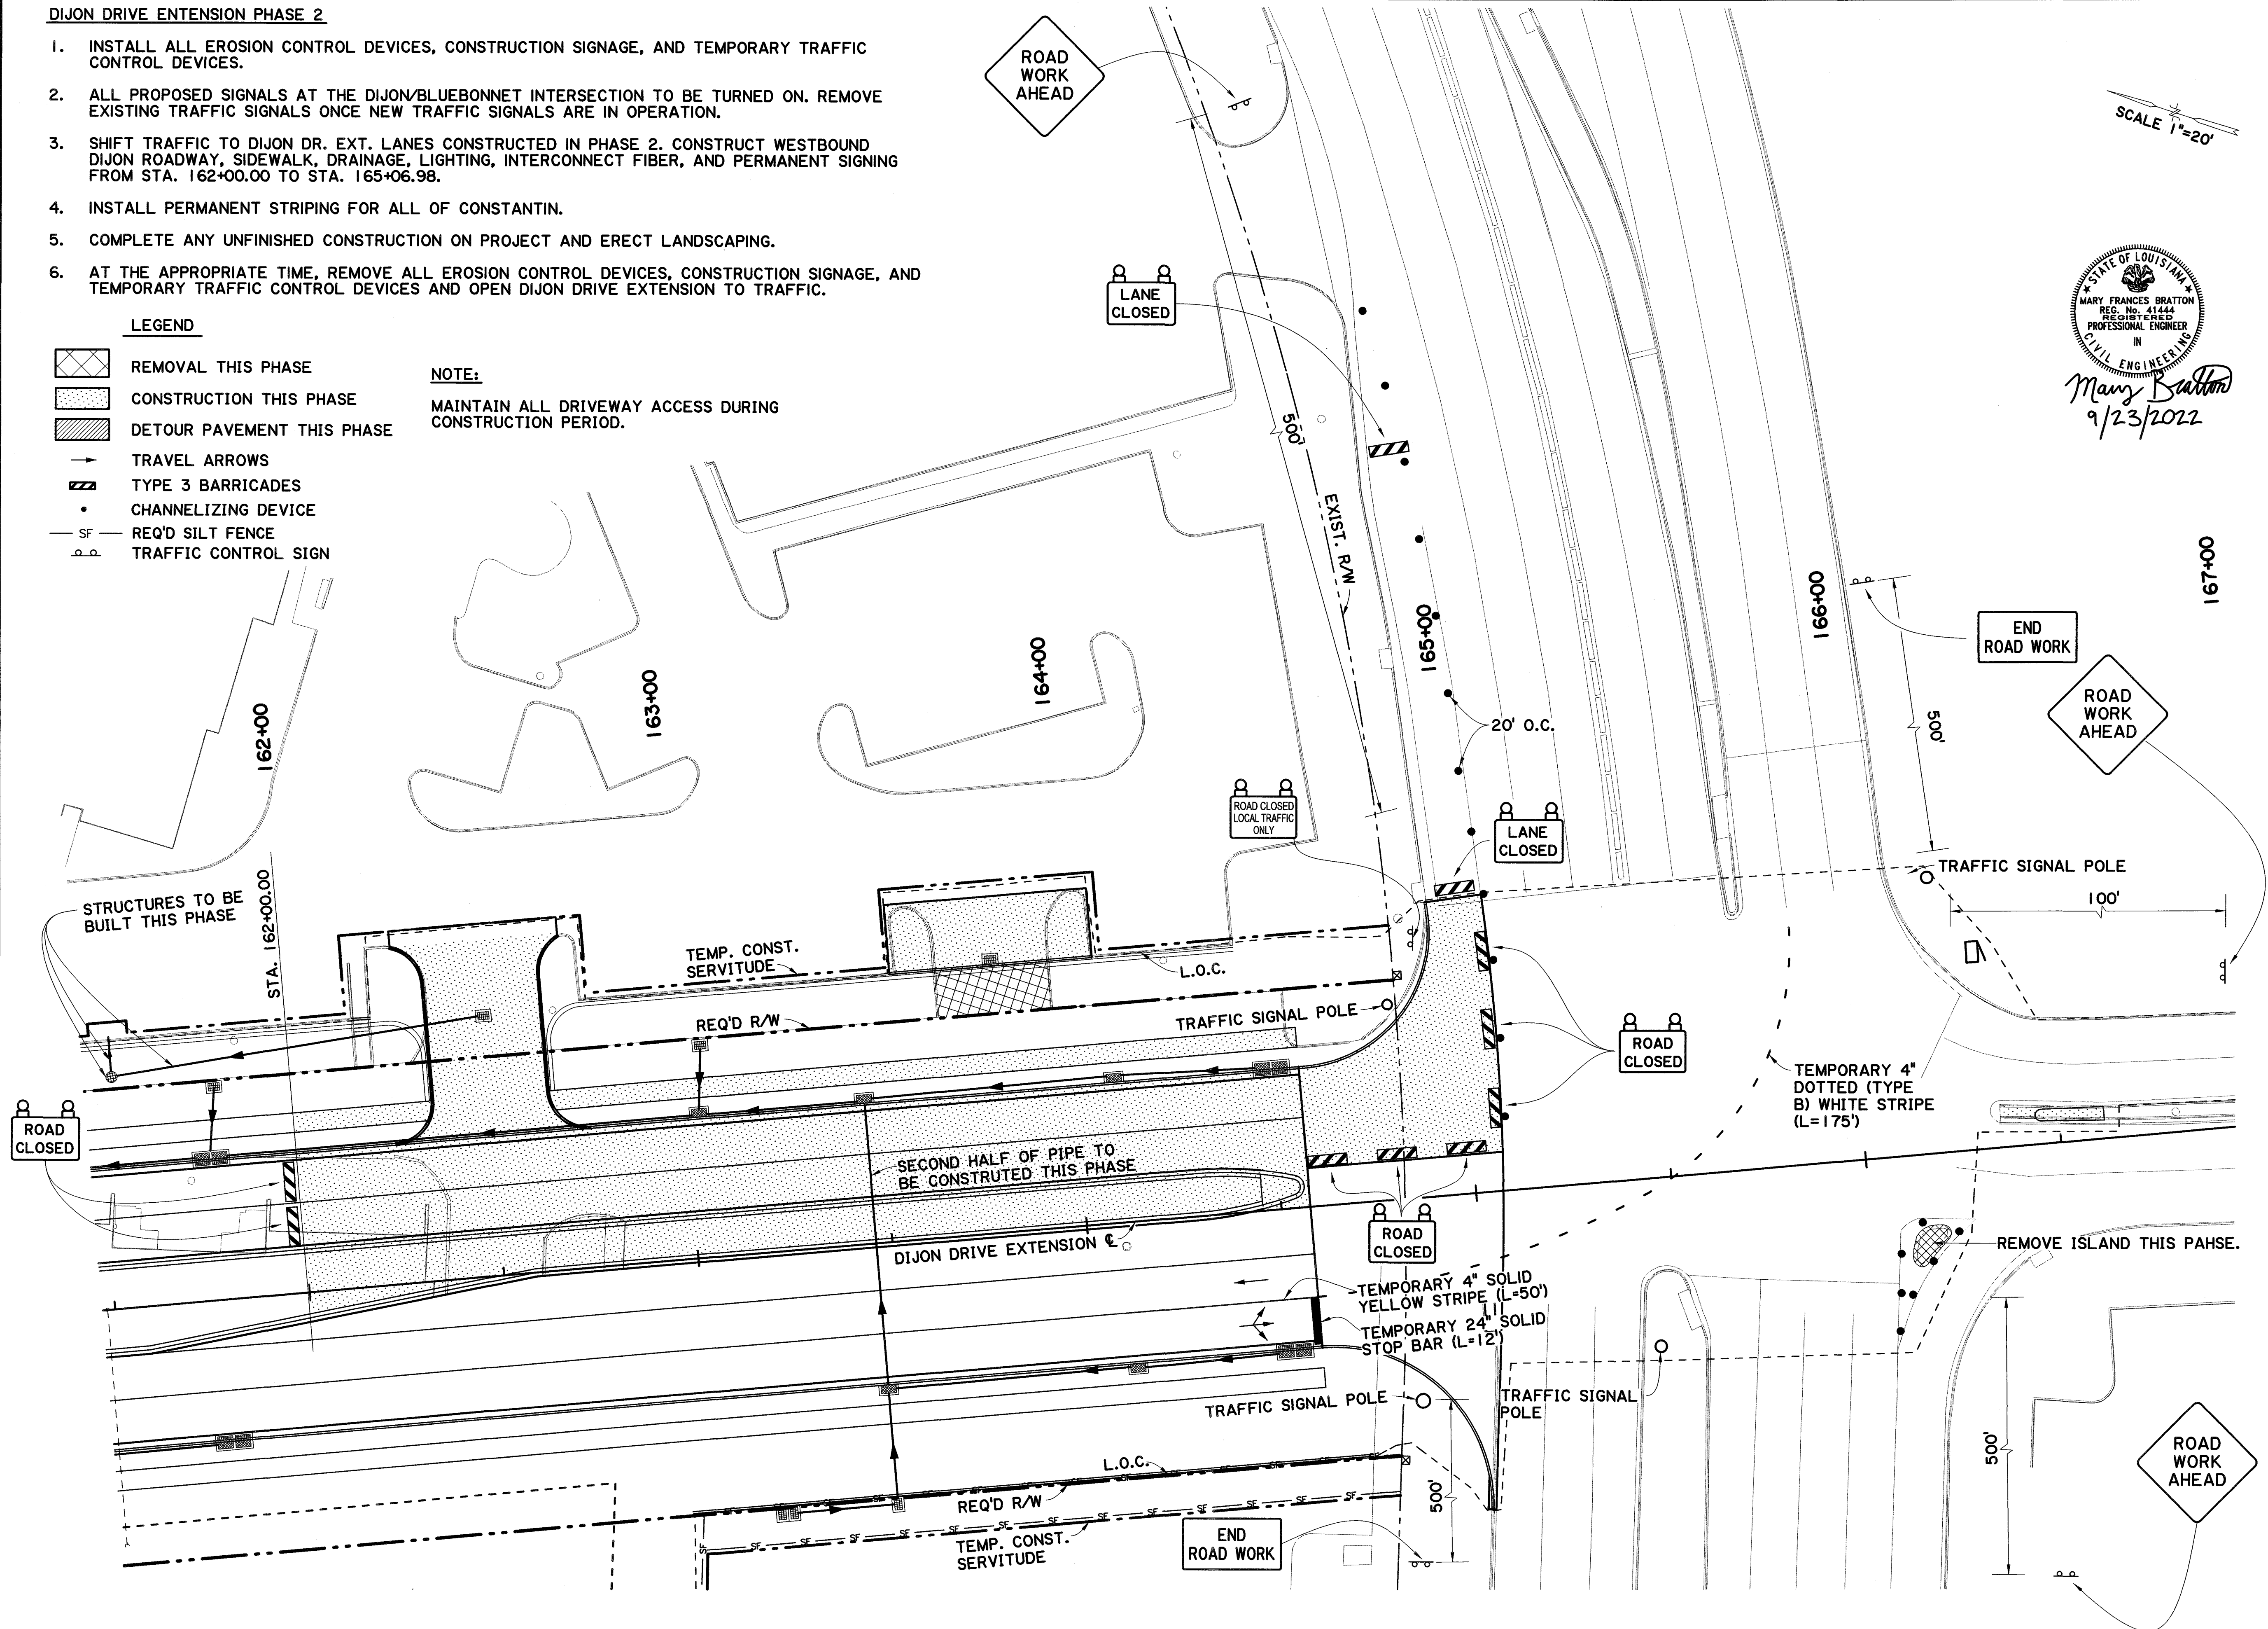 DIJON DRIVE ENTENSION PHASE 2
1. INSTALL ALL EROSION CONTROL DEVICES, CONSTRUCTION SIGNAGE, AND TEMPORARY TRAFFIC
CONTROL DEVICES.
2. ALL PROPOSED SIGNALS AT THE DIJON/BLUEBONNET INTERSECTION TO BE TURNED ON. REMOVE
EXISTING TRAFFIC SIGNALS ONCE NEW TRAFFIC SIGNALS ARE IN OPERATION.
3. SHIFT TRAFFIC TO DIJON DR. EXT. LANES CONSTRUCTED IN PHASE 2. CONSTRUCT WESTBOUND
DIJON ROADWAY, SIDEWALK, DRAINAGE, LIGHTING, INTERCONNECT FIBER, AND PERMANENT SIGNING
FROM STA. 162+00.00 TO STA. 165+06.98.
4. INSTALL PERMANENT STRIPING FOR ALL OF CONSTANTIN.
5. COMPLETE ANY UNFINISHED CONSTRUCTION ON PROJECT AND ERECT LANDSCAPING.
6. AT THE APPROPRIATE TIME, REMOVE ALL EROSION CONTROL DEVICES, CONSTRUCTION SIGNAGE, AND
TEMPORARY TRAFFIC CONTROL DEVICES AND OPEN DIJON DRIVE EXTENSION TO TRAFFIC.
LEGEND
REMOVAL THIS PHASE
CONSTRUCTION THIS PHASE
DETOUR PAVEMENT THIS PHASE
TRAVEL ARROWS
TYPE 3 BARRICADES
CHANNELIZING DEVICE
SF REQ'D SILT FENCE
TRAFFIC CONTROL SIGN
NOTE:
MAINTAIN ALL DRIVEWAY ACCESS DURING
CONSTRUCTION PERIOD.
ROAD
WORK
AHEAD
SCALE 1"=20'
STATE OF LOUISIANA
MARY FRANCES BRATTON
REG. No. 41444
REGISTERED
PROFESSIONAL ENGINEER
IN
CIVIL ENGINEERING
Mary Bratton
9/23/2022
LANE
CLOSED
500'
EXIST. R/W
162+00
163+00
164+00
165+00
166+00
167+00
END
ROAD WORK
ROAD
WORK
AHEAD
500'
20' O.C.
ROAD CLOSED
LOCAL TRAFFIC
ONLY
LANE
CLOSED
TRAFFIC SIGNAL POLE
100'
STRUCTURES TO BE
BUILT THIS PHASE
STA. 162+00.00
TEMP. CONST.
SERVITUDE
L.O.C.
REQ'D R/W
TRAFFIC SIGNAL POLE
ROAD
CLOSED
TEMPORARY 4"
DOTTED (TYPE
B) WHITE STRIPE
(L=175')
ROAD
CLOSED
SECOND HALF OF PIPE TO
BE CONSTRUTED THIS PHASE
ROAD
CLOSED
DIJON DRIVE EXTENSION ℄
REMOVE ISLAND THIS PAHSE.
TEMPORARY 4" SOLID
YELLOW STRIPE (L=50')
TEMPORARY 24" SOLID
STOP BAR (L=12')
TRAFFIC SIGNAL POLE
TRAFFIC SIGNAL
POLE
L.O.C.
REQ'D R/W
SF SF SF SF SF SF SF SF SF SF SF SF
TEMP. CONST.
SERVITUDE
500'
END
ROAD WORK
500'
ROAD
WORK
AHEAD